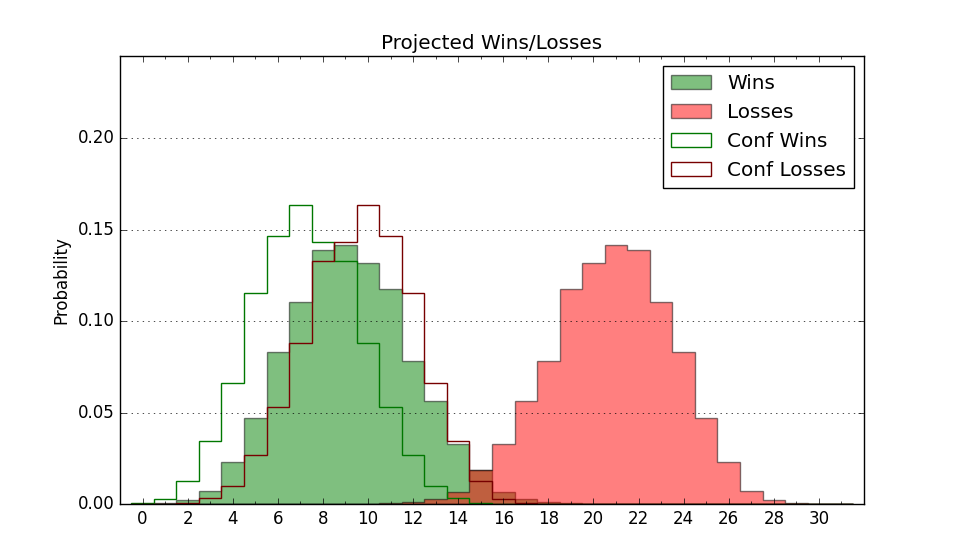 Projected Wins/Losses
Wins
Losses
Conf Wins
Conf Losses
Probability
0.20
0.15
0.10
0.05
0.00
0 2 4 6 8 10 12 14 16 18 20 22 24 26 28 30